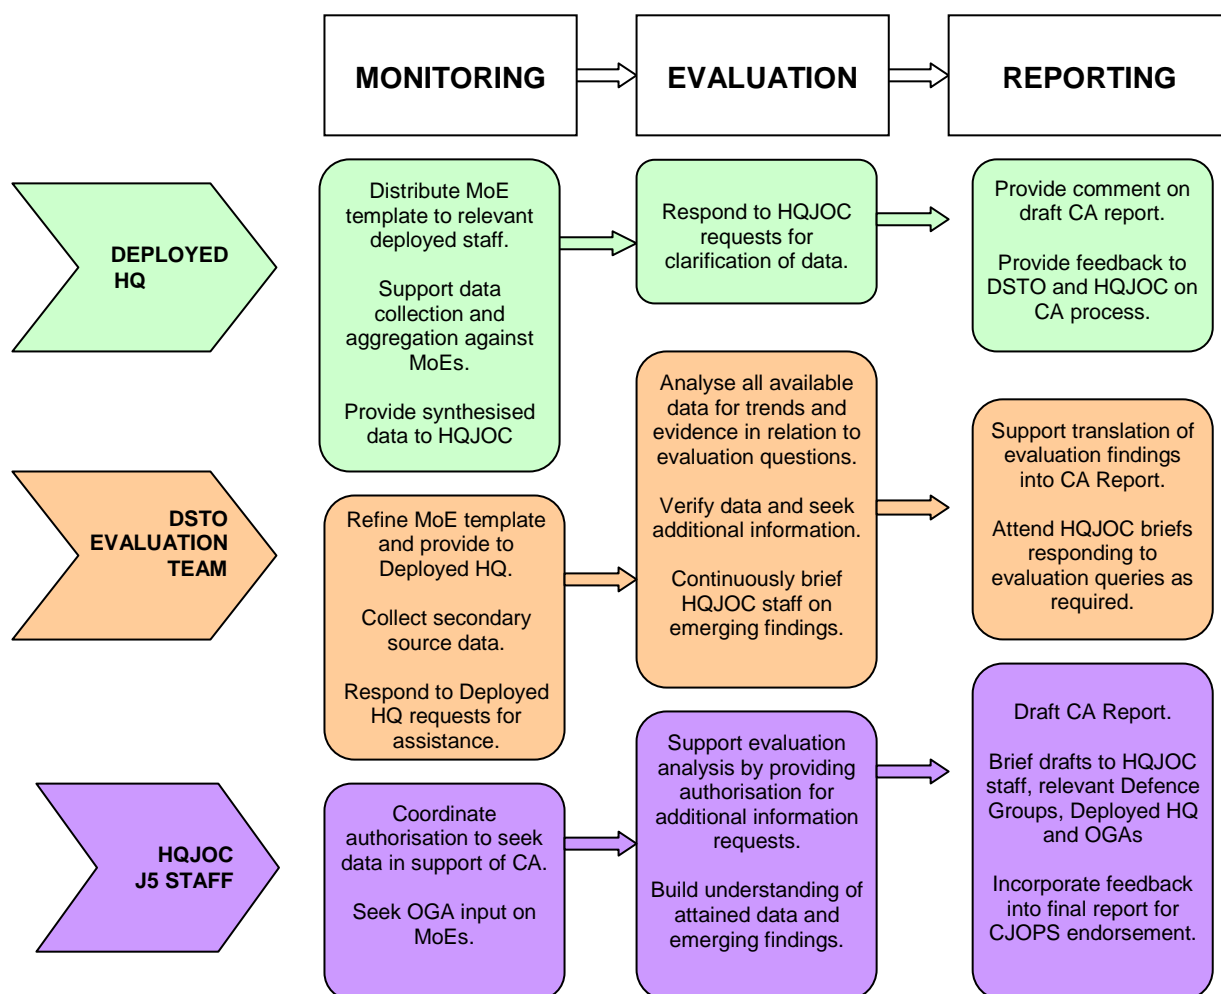 MONITORING
EVALUATION
REPORTING
DEPLOYED
HQ
Distribute MoE
template to relevant
deployed staff.
Support data
collection and
aggregation against
MoEs.
Provide synthesised
data to HQJOC
Respond to HQJOC
requests for
clarification of data.
Provide comment on
draft CA report.
Provide feedback to
DSTO and HQJOC on
CA process.
DSTO
EVALUATION
TEAM
Refine MoE template
and provide to
Deployed HQ.
Collect secondary
source data.
Respond to Deployed
HQ requests for
assistance.
Analyse all available
data for trends and
evidence in relation to
evaluation questions.
Verify data and seek
additional information.
Continuously brief
HQJOC staff on
emerging findings.
Support translation of
evaluation findings
into CA Report.
Attend HQJOC briefs
responding to
evaluation queries as
required.
HQJOC
J5 STAFF
Coordinate
authorisation to seek
data in support of CA.
Seek OGA input on
MoEs.
Support evaluation
analysis by providing
authorisation for
additional information
requests.
Build understanding of
attained data and
emerging findings.
Draft CA Report.
Brief drafts to HQJOC
staff, relevant Defence
Groups, Deployed HQ
and OGAs
Incorporate feedback
into final report for
CJOPS endorsement.